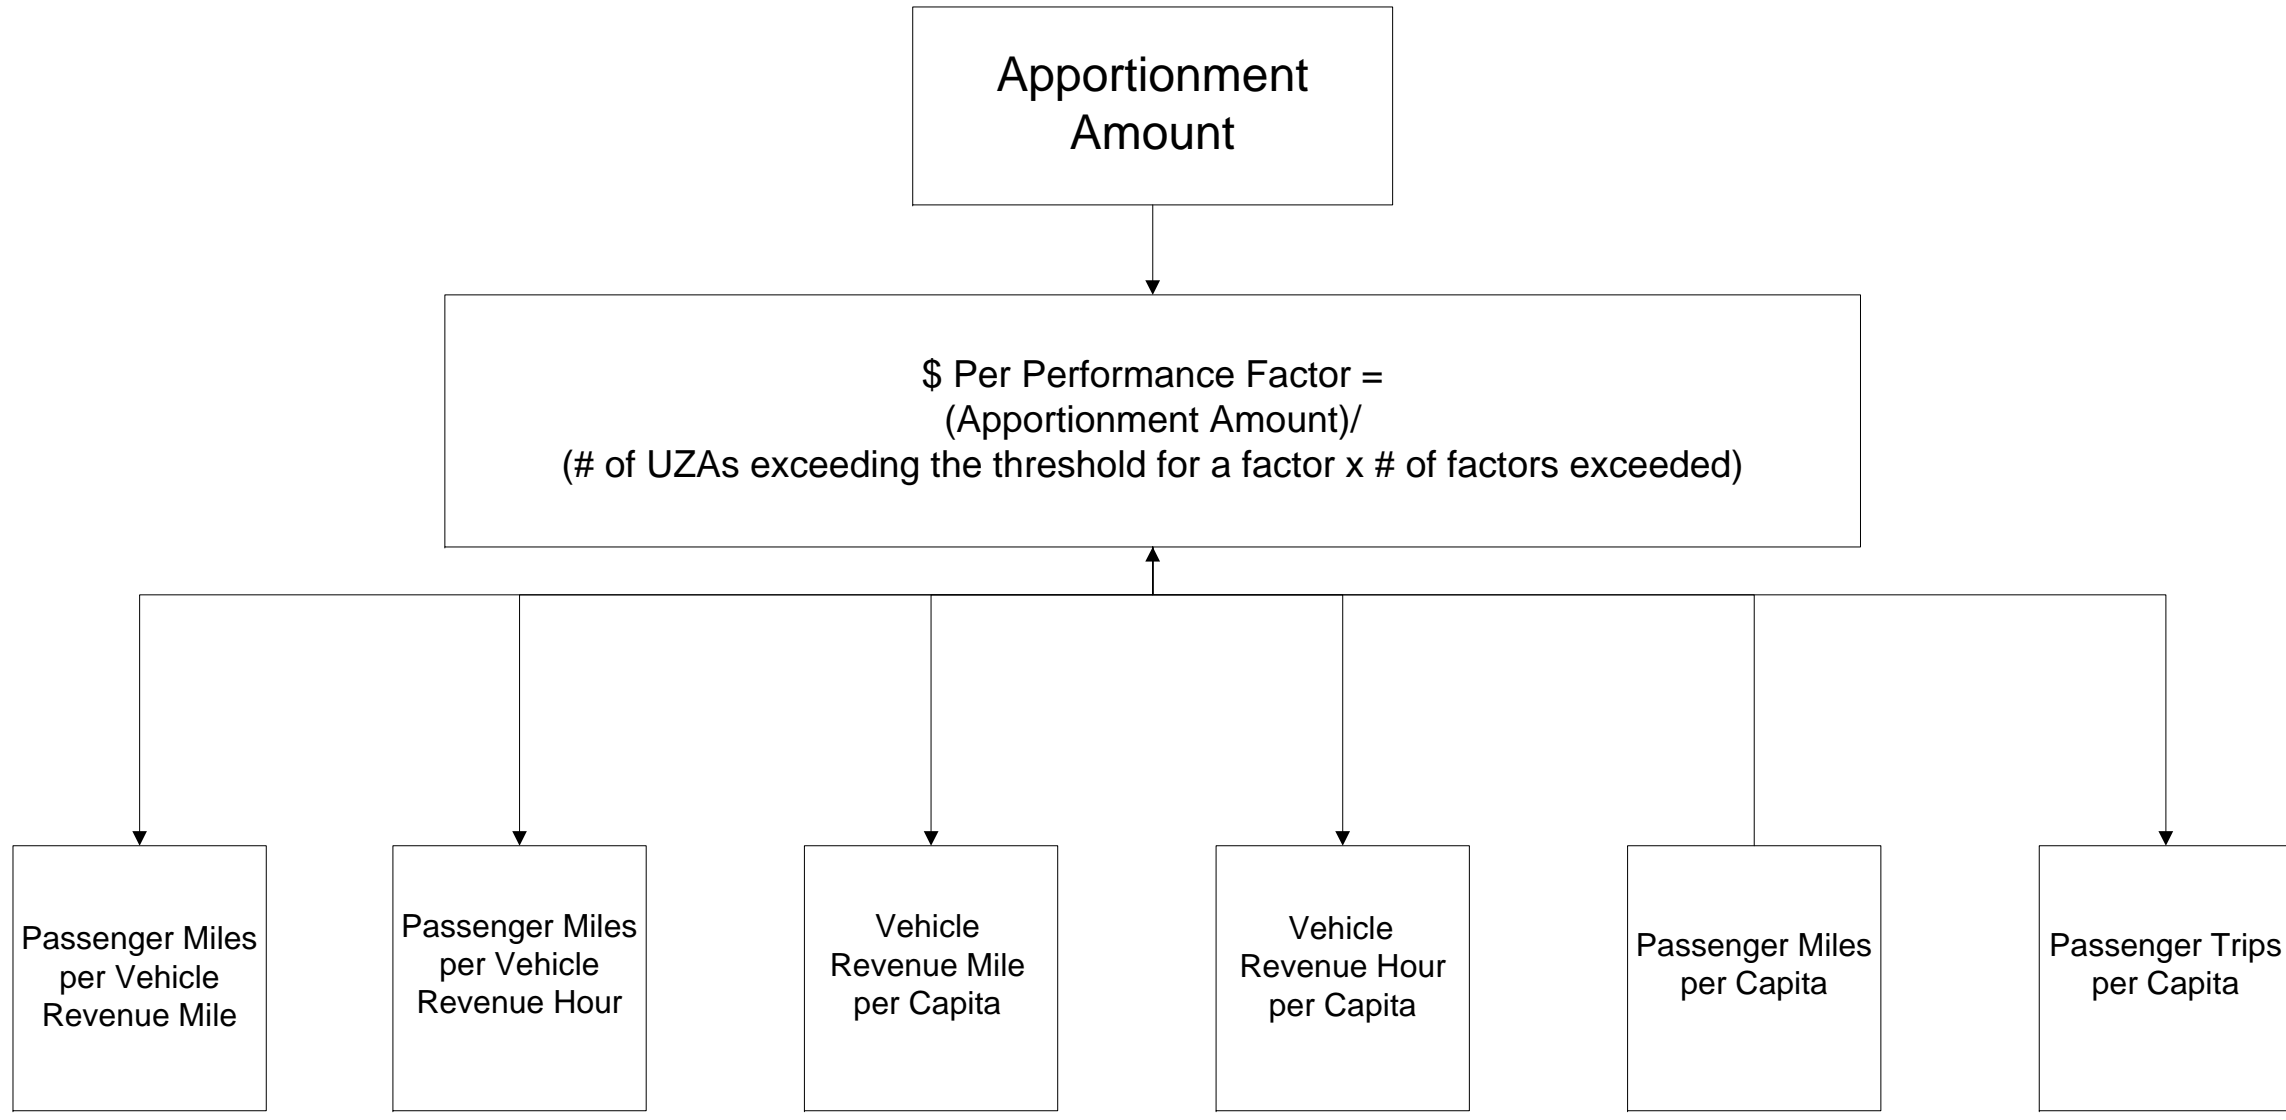 Apportionment
Amount
$ Per Performance Factor =
(Apportionment Amount)/
(# of UZAs exceeding the threshold for a factor x # of factors exceeded)
Passenger Miles
per Vehicle
Revenue Mile
Passenger Miles
per Vehicle
Revenue Hour
Vehicle
Revenue Mile
per Capita
Vehicle
Revenue Hour
per Capita
Passenger Miles
per Capita
Passenger Trips
per Capita